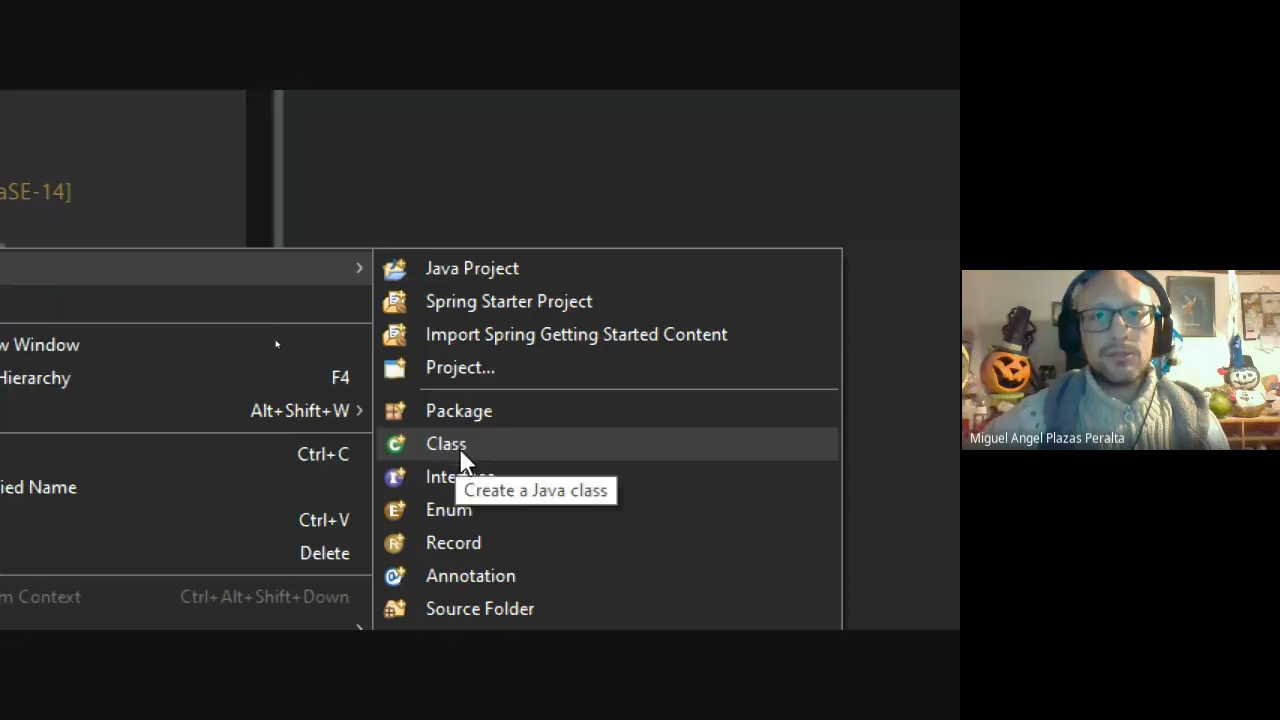 aSE-14]
Java Project
Spring Starter Project
Import Spring Getting Started Content
w Window
Project...
Hierarchy F4
Alt+Shift+W
Package
Ctrl+C
Class
ied Name
Create a Java class
Ctrl+V
Enum
Delete
Record
m Context Ctrl+Alt+Shift+Down
Annotation
Source Folder
Miguel Angel Plazas Peralta